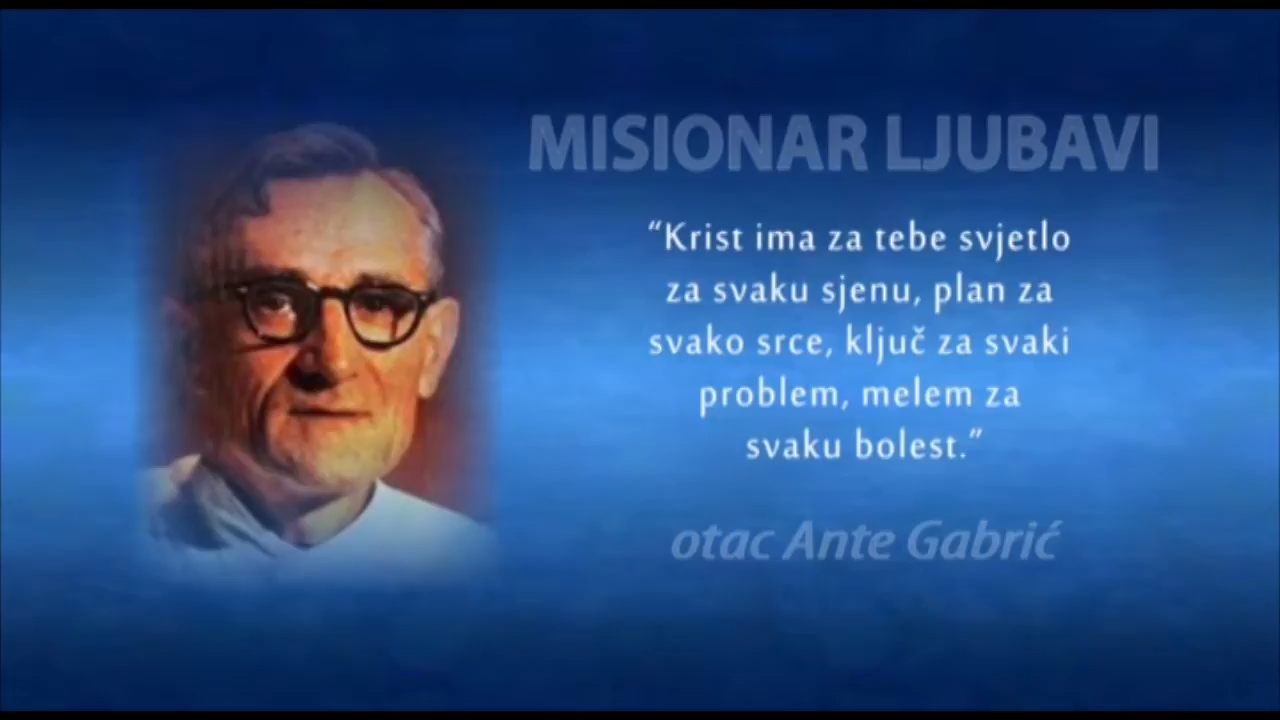 MISIONAR LJUBAVI
“Krist ima za tebe svjetlo
za svaku sjenu, plan za
svako srce, ključ za svaki
problem, melem za
svaku bolest.”
otac Ante Gabrić